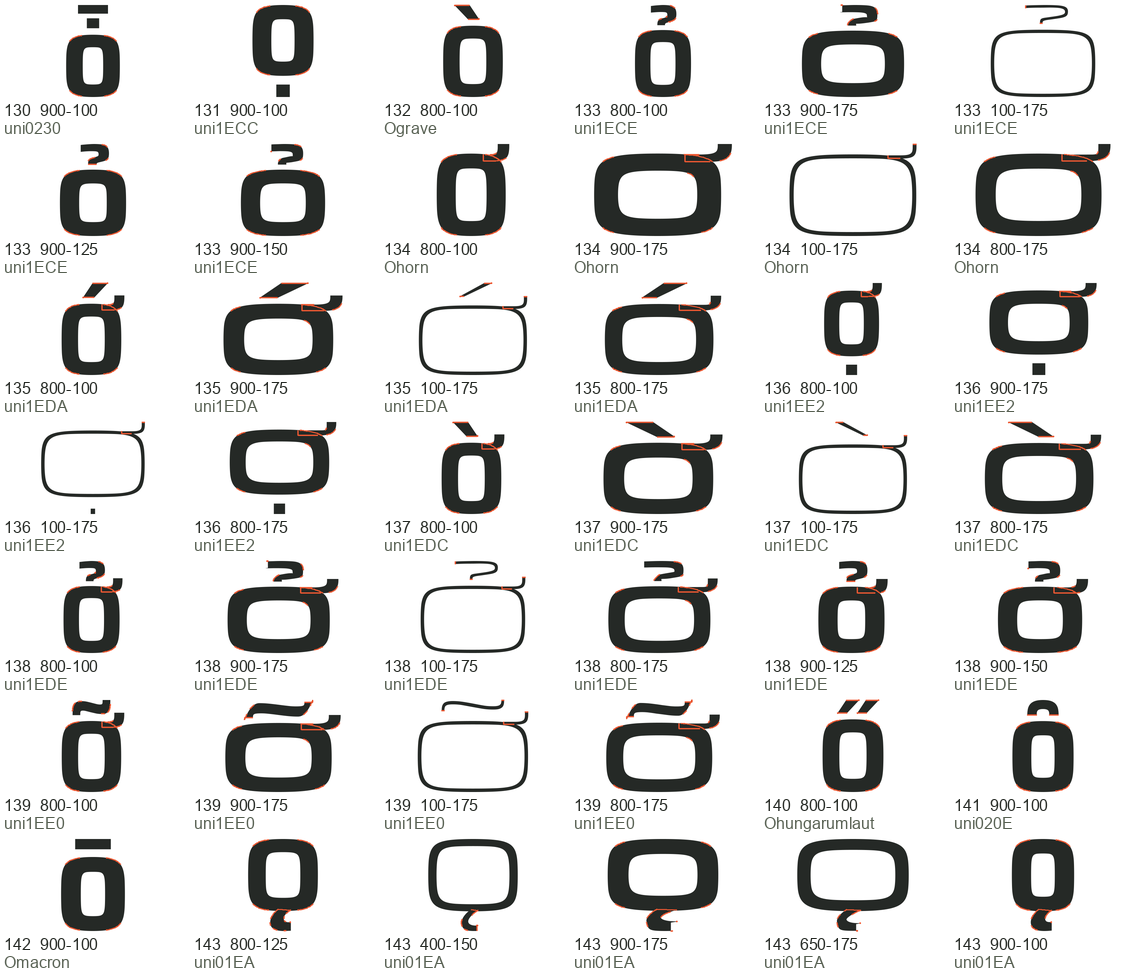 130 900-100 131 900-100 132 800-100 133 800-100 133 900-175 133 100-175
uni0230 uni1ECC Ograve uni1ECE uni1ECE uni1ECE
133 900-125 133 900-150 134 800-100 134 900-175 134 100-175 134 800-175
uni1ECE uni1ECE Ohorn Ohorn Ohorn Ohorn
135 800-100 135 900-175 135 100-175 135 800-175 136 800-100 136 900-175
uni1EDA uni1EDA uni1EDA uni1EDA uni1EE2 uni1EE2
136 100-175 136 800-175 137 800-100 137 900-175 137 100-175 137 800-175
uni1EE2 uni1EE2 uni1EDC uni1EDC uni1EDC uni1EDC
138 800-100 138 900-175 138 100-175 138 800-175 138 900-125 138 900-150
uni1EDE uni1EDE uni1EDE uni1EDE uni1EDE uni1EDE
139 800-100 139 900-175 139 100-175 139 800-175 140 800-100 141 900-100
uni1EE0 uni1EE0 uni1EE0 uni1EE0 Ohungarumlaut uni020E
142 900-100 143 800-125 143 400-150 143 900-175 143 650-175 143 900-100
Omacron uni01EA uni01EA uni01EA uni01EA uni01EA